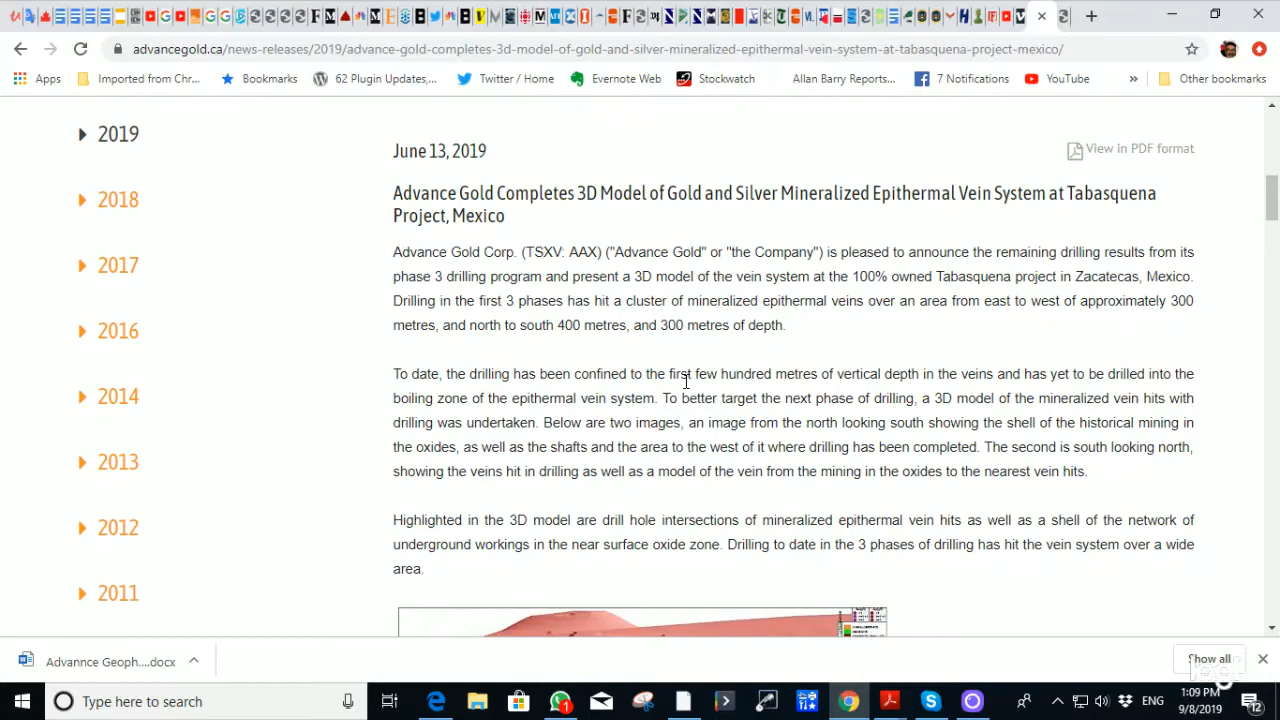 advancegold.ca/news-releases/2019/advance-gold-completes-3d-model-of-gold-and-silver-mineralized-epithermal-vein-system-at-tabasquena-project-mexico/
Apps Imported from Chr... Bookmarks 62 Plugin Updates,... Twitter / Home Evernote Web Stockwatch Allan Barry Reports... 7 Notifications YouTube » Other bookmarks
2019
2018
2017
2016
2014
2013
2012
2011
June 13, 2019
View in PDF format
Advance Gold Completes 3D Model of Gold and Silver Mineralized Epithermal Vein System at Tabasquena
Project, Mexico
Advance Gold Corp. (TSXV: AAX) ("Advance Gold" or "the Company") is pleased to announce the remaining drilling results from its
phase 3 drilling program and present a 3D model of the vein system at the 100% owned Tabasquena project in Zacatecas, Mexico.
Drilling in the first 3 phases has hit a cluster of mineralized epithermal veins over an area from east to west of approximately 300
metres, and north to south 400 metres, and 300 metres of depth.
To date, the drilling has been confined to the first few hundred metres of vertical depth in the veins and has yet to be drilled into the
boiling zone of the epithermal vein system. To better target the next phase of drilling, a 3D model of the mineralized vein hits with
drilling was undertaken. Below are two images, an image from the north looking south showing the shell of the historical mining in
the oxides, as well as the shafts and the area to the west of it where drilling has been completed. The second is south looking north,
showing the veins hit in drilling as well as a model of the vein from the mining in the oxides to the nearest vein hits.
Highlighted in the 3D model are drill hole intersections of mineralized epithermal vein hits as well as a shell of the network of
underground workings in the near surface oxide zone. Drilling to date in the 3 phases of drilling has hit the vein system over a wide
area.
Advannce Geoph....docx
Show all
Type here to search
ENG
1:09 PM
9/8/2019
12